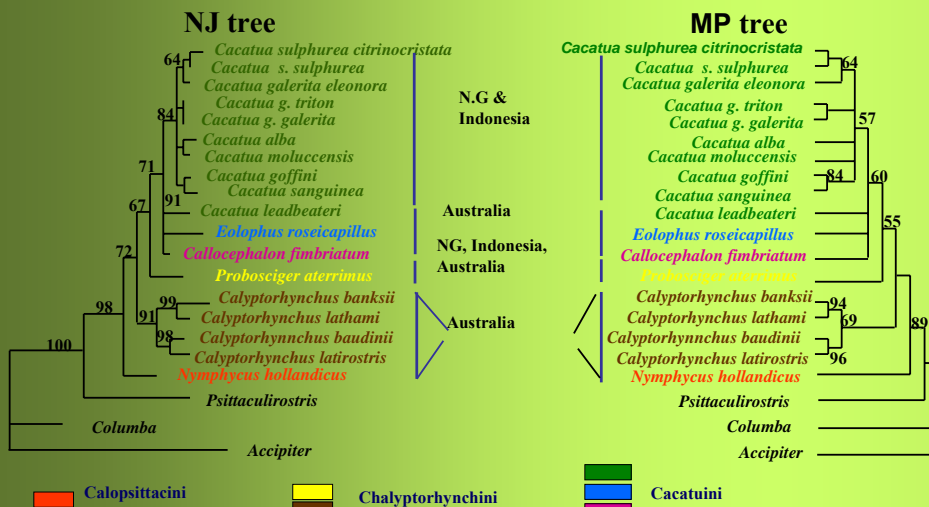 NJ tree
MP tree
Cacatua sulphurea citrinocristata
Cacatua s. sulphurea
Cacatua galerita eleonora
Cacatua g. triton
Cacatua g. galerita
Cacatua alba
Cacatua moluccensis
Cacatua goffini
Cacatua sanguinea
Cacatua leadbeateri
Eolophus roseicapillus
Callocephalon fimbriatum
Probosciger aterrimus
Calyptorhynchus banksii
Calyptorhynchus lathami
Calyptorhynnchus baudinii
Calyptorhynchus latirostris
Nymphycus hollandicus
Psittaculirostris
Columba
Accipiter
64
84
71
91
67
72
99
91
98
98
100
N.G &
Indonesia
Australia
NG, Indonesia,
Australia
Australia
Cacatua sulphurea citrinocristata
Cacatua s. sulphurea
Cacatua galerita eleonora
Cacatua g. triton
Cacatua g. galerita
Cacatua alba
Cacatua moluccensis
Cacatua goffini
Cacatua sanguinea
Cacatua leadbeateri
Eolophus roseicapillus
Callocephalon fimbriatum
Probosciger aterrimus
Calyptorhynchus banksii
Calyptorhynchus lathami
Calyptorhynnchus baudinii
Calyptorhynchus latirostris
Nymphycus hollandicus
Psittaculirostris
Columba
Accipiter
64
57
84
60
55
94
69
89
96
Calopsittacini
Chalyptorhynchini
Cacatuini